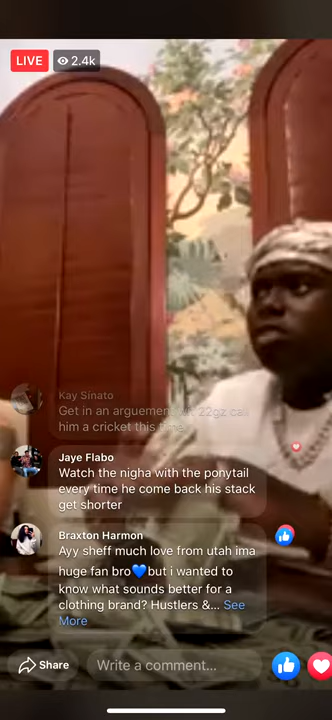 LIVE 2.4k
Kay Sínato
Get in an arguement 22gz call
him a cricket this time
Jaye Flabo
Watch the nigha with the ponytail
every time he come back his stack
get shorter
Braxton Harmon
Ayy sheff much love from utah ima
huge fan bro💙but i wanted to
know what sounds better for a
clothing brand? Hustlers &... See
More
Share
Write a comment...